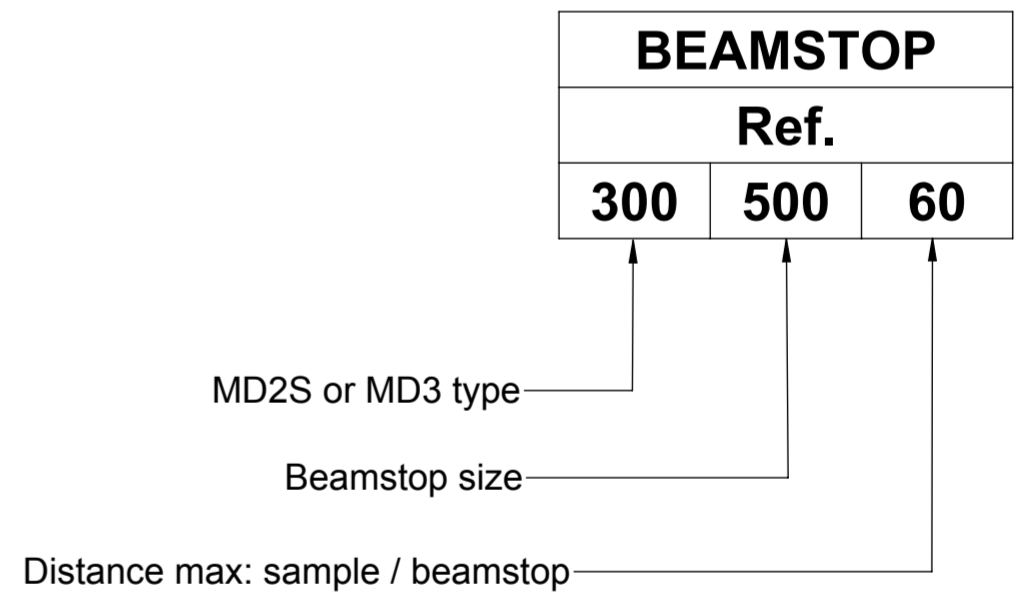 BEAMSTOP
Ref.
300 500 60
MD2S or MD3 type
Beamstop size
Distance max: sample / beamstop